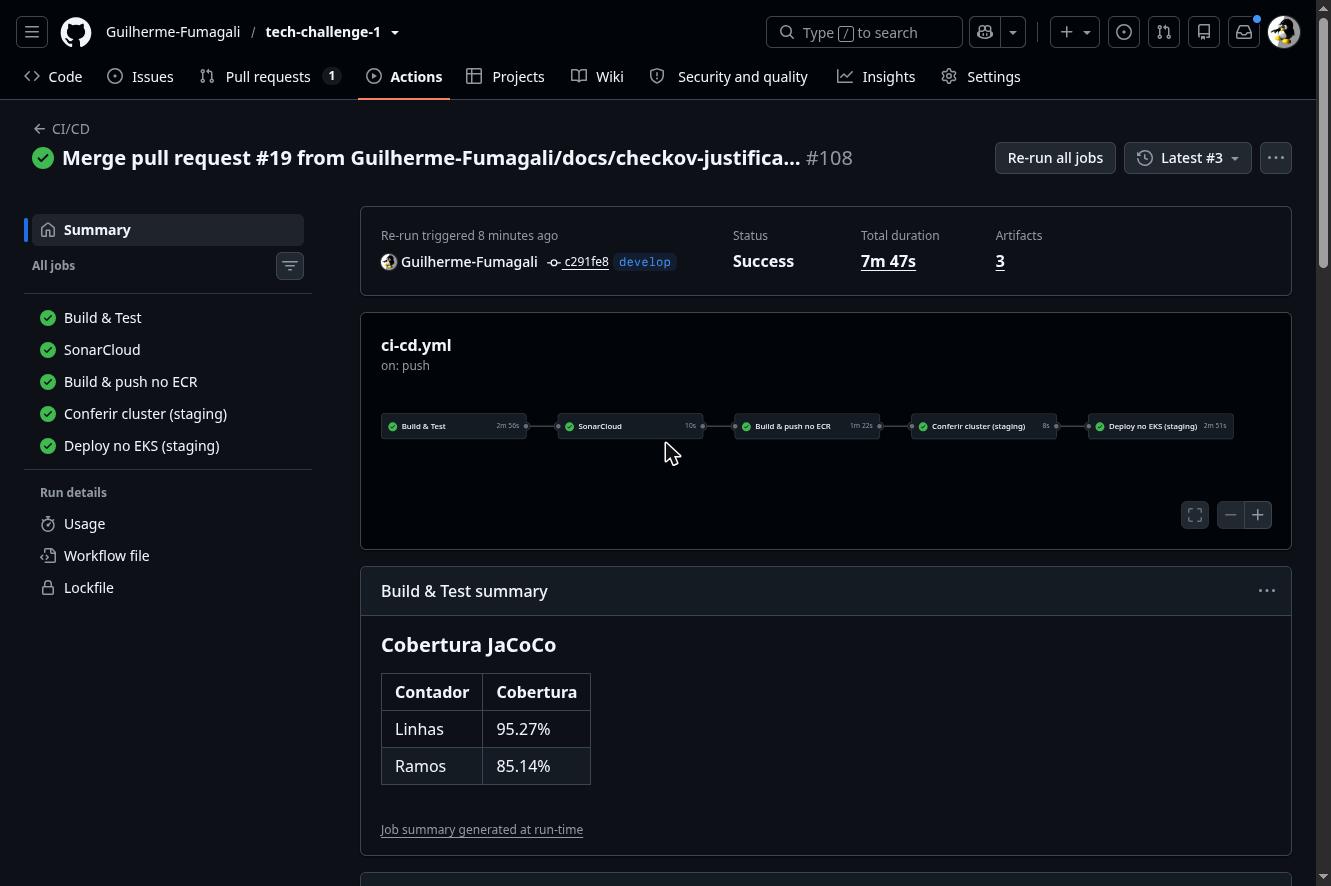 Guilherme-Fumagali / tech-challenge-1
Type / to search
Code
Issues
Pull requests 1
Actions
Projects
Wiki
Security and quality
Insights
Settings
CI/CD
Merge pull request #19 from Guilherme-Fumagali/docs/checkov-justifica... #108
Re-run all jobs
Latest #3
Summary
All jobs
Build & Test
SonarCloud
Build & push no ECR
Conferir cluster (staging)
Deploy no EKS (staging)
Run details
Usage
Workflow file
Lockfile
Re-run triggered 8 minutes ago
Guilherme-Fumagali c291fe8 develop
Status
Success
Total duration
7m 47s
Artifacts
3
ci-cd.yml
on: push
Build & Test 2m 56s
SonarCloud 10s
Build & push no ECR 1m 22s
Conferir cluster (staging) 8s
Deploy no EKS (staging) 2m 51s
Build & Test summary
Cobertura JaCoCo
Contador Cobertura
Linhas 95.27%
Ramos 85.14%
Job summary generated at run-time